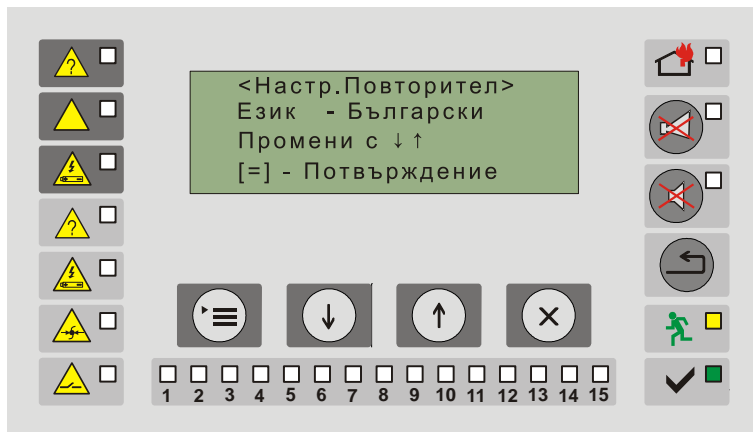 <Настр.Повторител>
Език - Български
Промени с ↓↑
[=] - Потвърждение
1 2 3 4 5 6 7 8 9 10 11 12 13 14 15